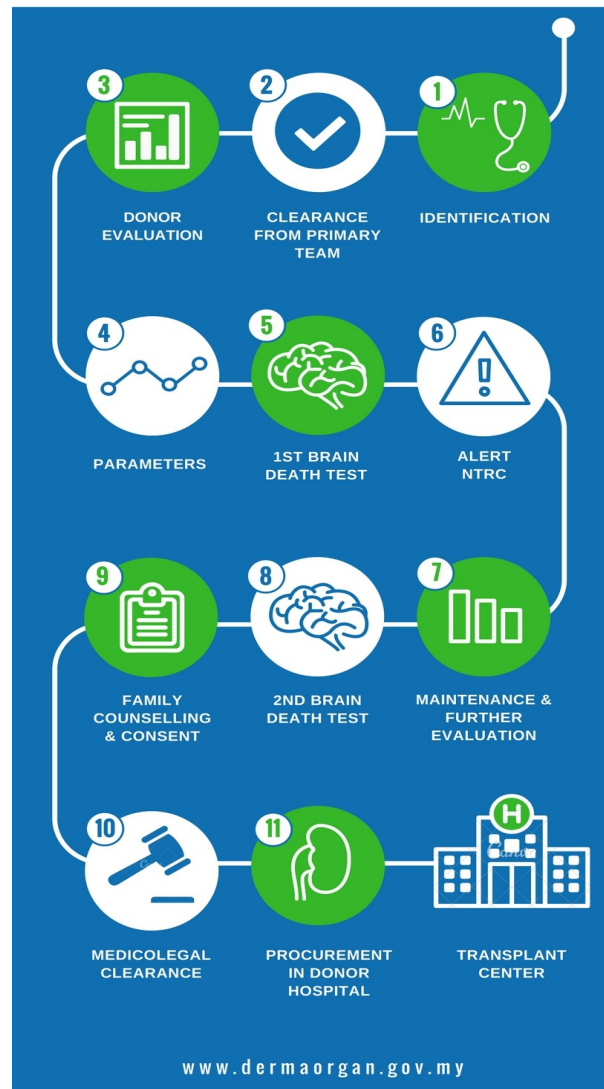 1
IDENTIFICATION
2
CLEARANCE
FROM PRIMARY
TEAM
3
DONOR
EVALUATION
4
PARAMETERS
5
1ST BRAIN
DEATH TEST
6
ALERT
NTRC
7
MAINTENANCE &
FURTHER
EVALUATION
8
2ND BRAIN
DEATH TEST
9
FAMILY
COUNSELLING
& CONSENT
10
MEDICOLEGAL
CLEARANCE
11
PROCUREMENT
IN DONOR
HOSPITAL
H
TRANSPLANT
CENTER
www.dermaorgan.gov.my